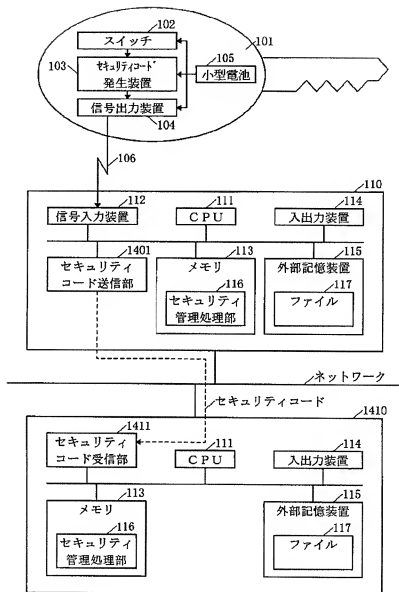 102
スイッチ
101
103
セキュリティコード
発生装置
105
小型電池
信号出力装置
104
106
110
112
信号入力装置
111
CPU
114
入出力装置
1401
セキュリティ
コード送信部
113
メモリ
116
セキュリティ
管理処理部
115
外部記憶装置
117
ファイル
ネットワーク
セキュリティコード
1410
1411
セキュリティ
コード受信部
111
CPU
114
入出力装置
113
メモリ
116
セキュリティ
管理処理部
115
外部記憶装置
117
ファイル